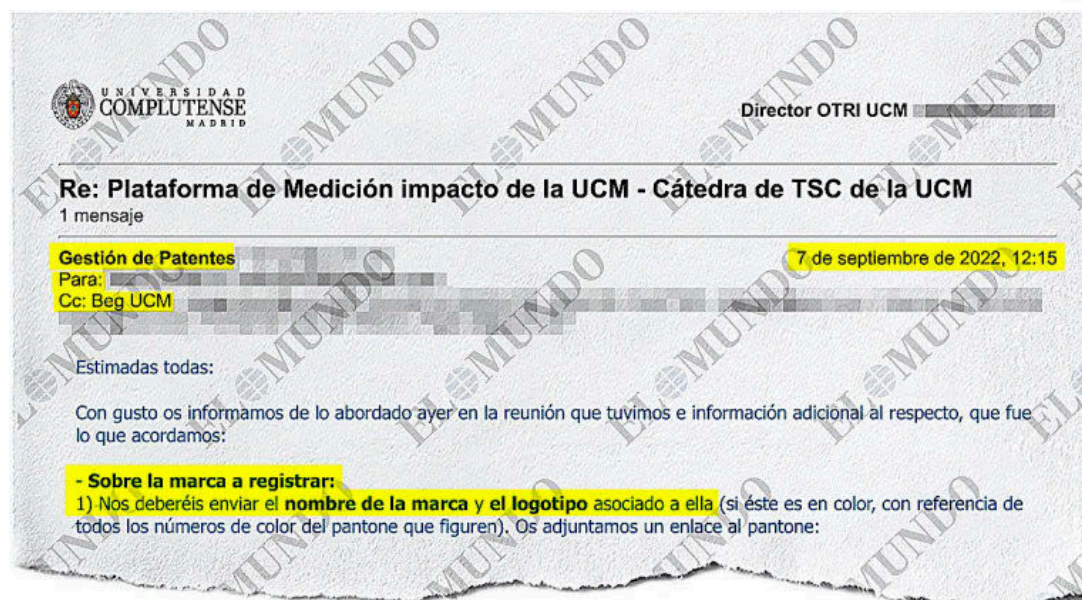 UNIVERSIDAD
COMPLUTENSE
MADRID
Director OTRI UCM
Re: Plataforma de Medición impacto de la UCM - Cátedra de TSC de la UCM
1 mensaje
Gestión de Patentes
7 de septiembre de 2022, 12:15
Para:
Cc: Beg UCM
Estimadas todas:
Con gusto os informamos de lo abordado ayer en la reunión que tuvimos e información adicional al respecto, que fue
lo que acordamos:
- Sobre la marca a registrar:
1) Nos deberéis enviar el nombre de la marca y el logotipo asociado a ella (si éste es en color, con referencia de
todos los números de color del pantone que figuren). Os adjuntamos un enlace al pantone:
EL MUNDO